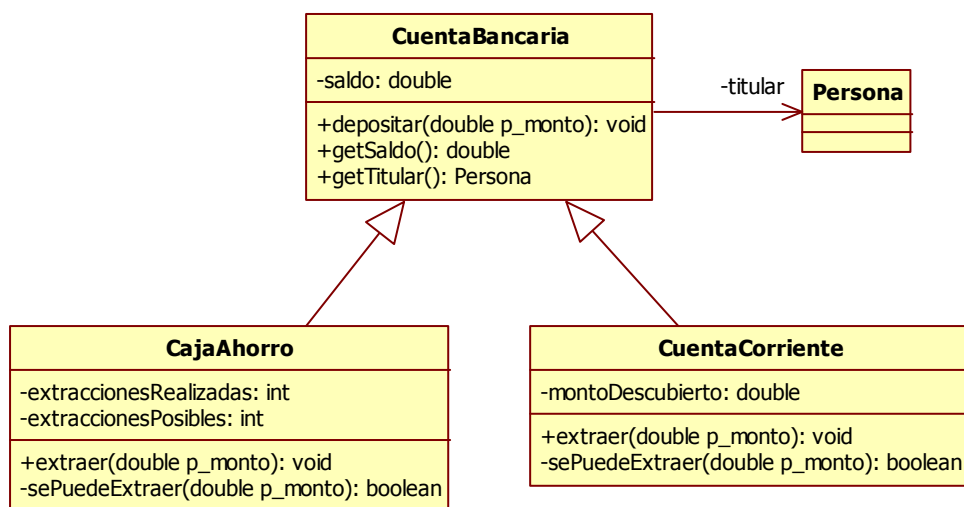 CuentaBancaria
-saldo: double
+depositar(double p_monto): void
+getSaldo(): double
+getTitular(): Persona
-titular
Persona
CajaAhorro
-extraccionesRealizadas: int
-extraccionesPosibles: int
+extraer(double p_monto): void
-sePuedeExtraer(double p_monto): boolean
CuentaCorriente
-montoDescubierto: double
+extraer(double p_monto): void
-sePuedeExtraer(double p_monto): boolean